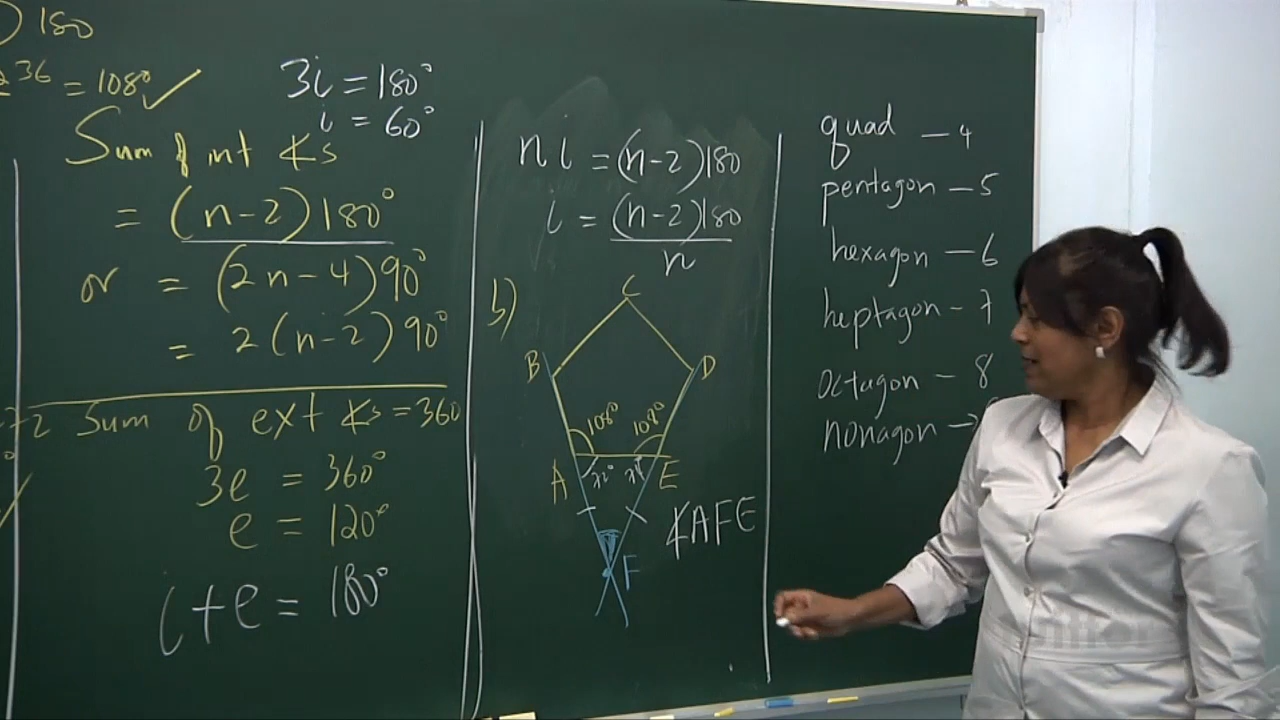 ) 180
36 = 108° ✓
3i = 180°
i = 60°
Sum of int ∡s
= (n-2)180°
or = (2n-4)90°
= 2(n-2)90°
Sum of ext ∡s = 360
3e = 360°
e = 120°
i+e = 180°
n i = (n-2)180
i = (n-2)180
n
b)
C
B
D
108° 108°
A 72° E
∡AFE
F
quad – 4
pentagon – 5
hexagon – 6
heptagon – 7
octagon – 8
nonagon –